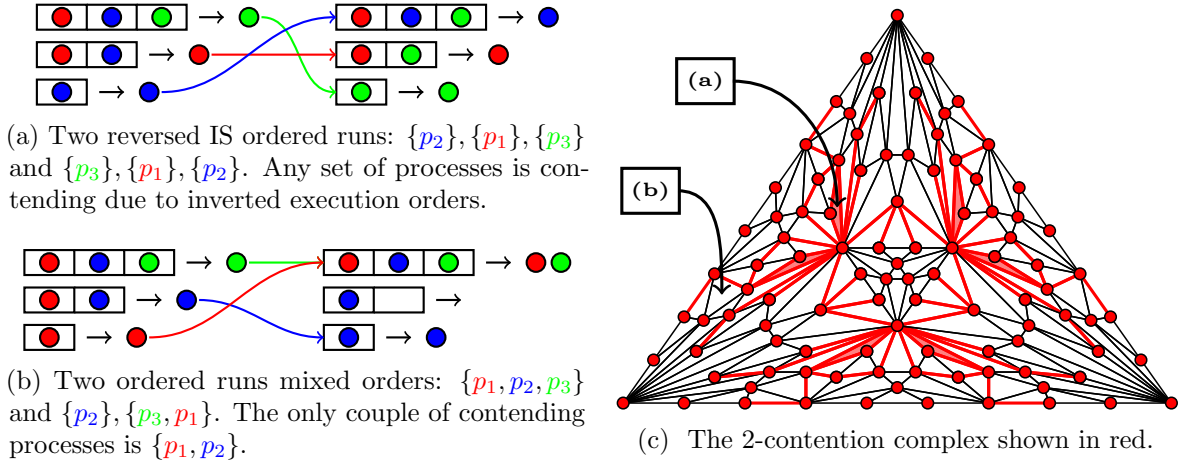 (a) Two reversed IS ordered runs: {p2}, {p1}, {p3}
and {p3}, {p1}, {p2}. Any set of processes is con-
tending due to inverted execution orders.
(b) Two ordered runs mixed orders: {p1, p2, p3}
and {p2}, {p3, p1}. The only couple of contending
processes is {p1, p2}.
(a)
(b)
(c) The 2-contention complex shown in red.